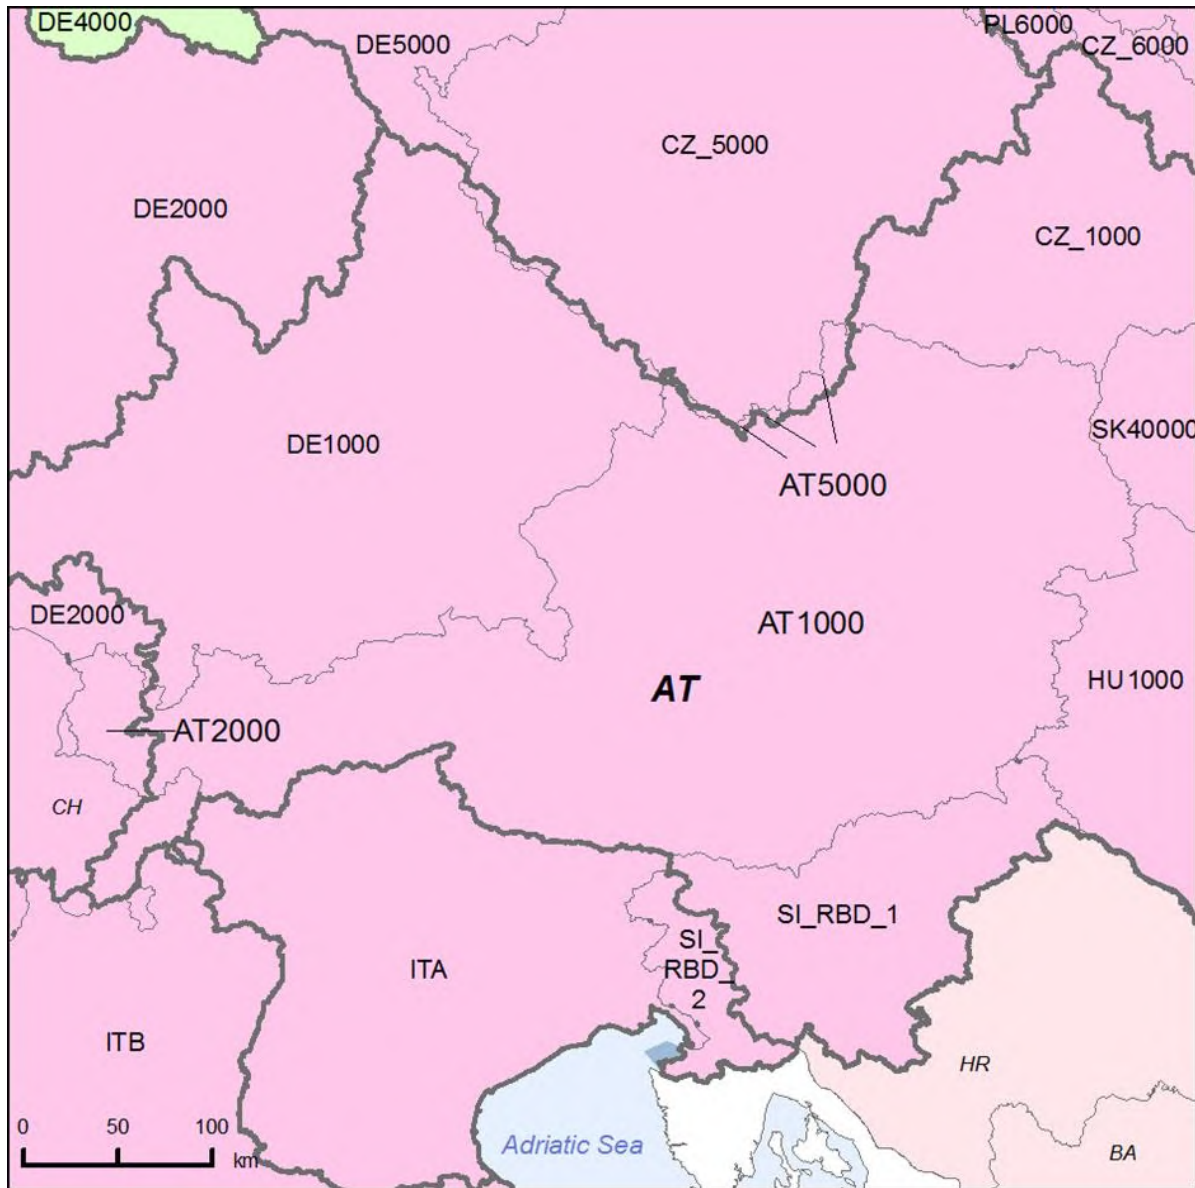 DE4000
DE5000
PL6000
CZ_6000
CZ_5000
DE2000
CZ_1000
DE1000
SK40000
AT5000
DE2000
AT1000
AT
HU1000
AT2000
CH
SI_RBD_1
SI_
RBD_
2
ITA
ITB
HR
0 50 100
km
Adriatic Sea
BA